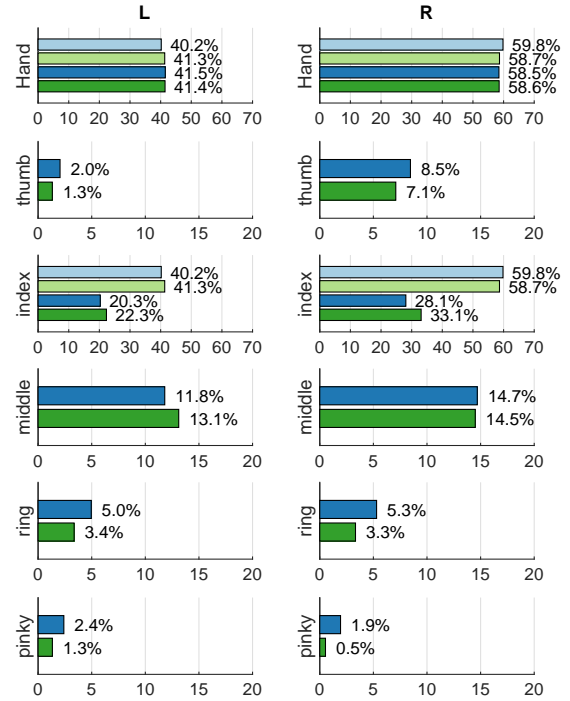 L R
Hand
40.2% 59.8%
41.3% 58.7%
41.5% 58.5%
41.4% 58.6%
0 10 20 30 40 50 60 70 0 10 20 30 40 50 60 70
thumb
2.0% 8.5%
1.3% 7.1%
0 5 10 15 20 0 5 10 15 20
index
40.2% 59.8%
41.3% 58.7%
20.3% 28.1%
22.3% 33.1%
0 10 20 30 40 50 60 70 0 10 20 30 40 50 60 70
middle
11.8% 14.7%
13.1% 14.5%
0 5 10 15 20 0 5 10 15 20
ring
5.0% 5.3%
3.4% 3.3%
0 5 10 15 20 0 5 10 15 20
pinky
2.4% 1.9%
1.3% 0.5%
0 5 10 15 20 0 5 10 15 20
Hand
thumb
index
middle
ring
pinky